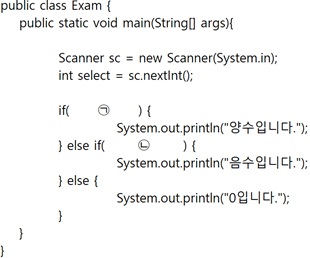 public class Exam {
public static void main(String[] args){
Scanner sc = new Scanner(System.in);
int select = sc.nextInt();
if( ㉠ ) {
System.out.println("양수입니다.");
} else if( ㉡ ) {
System.out.println("음수입니다.");
} else {
System.out.println("0입니다.");
}
}
}